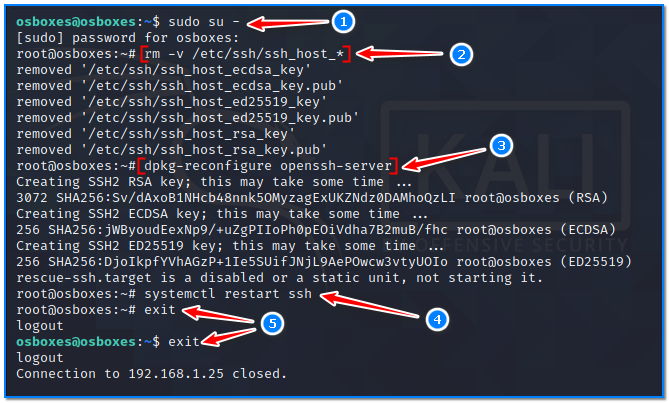 osboxes@osboxes:~$ sudo su - 1
[sudo] password for osboxes:
root@osboxes:~# [rm -v /etc/ssh/ssh_host_*] 2
removed '/etc/ssh/ssh_host_ecdsa_key'
removed '/etc/ssh/ssh_host_ecdsa_key.pub'
removed '/etc/ssh/ssh_host_ed25519_key'
removed '/etc/ssh/ssh_host_ed25519_key.pub'
removed '/etc/ssh/ssh_host_rsa_key'
removed '/etc/ssh/ssh_host_rsa_key.pub'
root@osboxes:~# [dpkg-reconfigure openssh-server] 3
Creating SSH2 RSA key; this may take some time ...
3072 SHA256:Sv/dAxoB1NHcb48nnk5OMyzagExUKZNdz0DAMhoQzLI root@osboxes (RSA)
Creating SSH2 ECDSA key; this may take some time ...
256 SHA256:jWByoudEexNp9/+uZgPIIoPh0pEOiVdha7B2muB/fhc root@osboxes (ECDSA)
Creating SSH2 ED25519 key; this may take some time ...
256 SHA256:DjoIkpfYVhAGzP+1Ie5SUifJNjL9AePOWcw3vtyUOIo root@osboxes (ED25519)
rescue-ssh.target is a disabled or a static unit, not starting it.
root@osboxes:~# systemctl restart ssh 4
root@osboxes:~# exit 5
logout
osboxes@osboxes:~$ exit
logout
Connection to 192.168.1.25 closed.
KALI
OFFENSIVE SECURITY